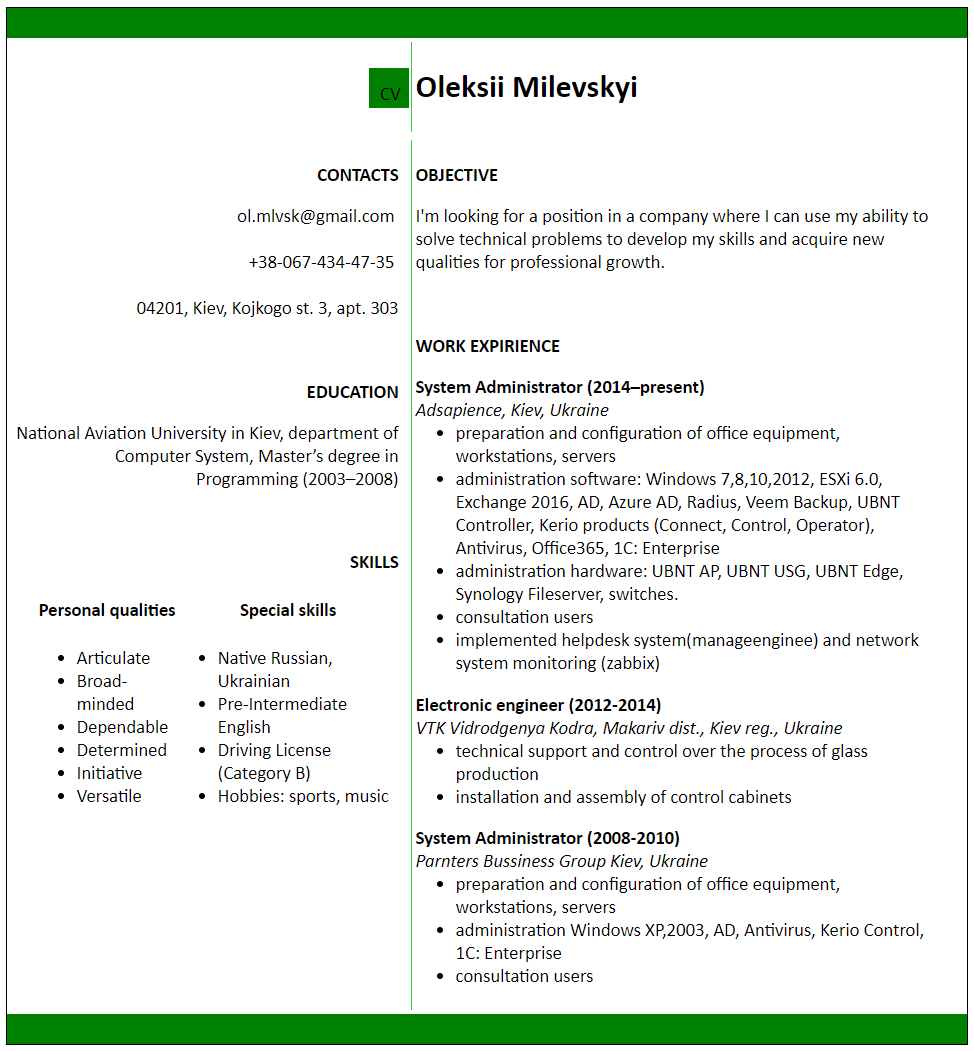 CV
Oleksii Milevskyi
CONTACTS
ol.mlvsk@gmail.com
+38-067-434-47-35
04201, Kiev, Kojkogo st. 3, apt. 303
EDUCATION
National Aviation University in Kiev, department of
Computer System, Master’s degree in
Programming (2003–2008)
SKILLS
Personal qualities
• Articulate
• Broad-
minded
• Dependable
• Determined
• Initiative
• Versatile
Special skills
• Native Russian,
Ukrainian
• Pre-Intermediate
English
• Driving License
(Category B)
• Hobbies: sports, music
OBJECTIVE
I'm looking for a position in a company where I can use my ability to
solve technical problems to develop my skills and acquire new
qualities for professional growth.
WORK EXPIRIENCE
System Administrator (2014–present)
Adsapience, Kiev, Ukraine
• preparation and configuration of office equipment,
workstations, servers
• administration software: Windows 7,8,10,2012, ESXi 6.0,
Exchange 2016, AD, Azure AD, Radius, Veem Backup, UBNT
Controller, Kerio products (Connect, Control, Operator),
Antivirus, Office365, 1C: Enterprise
• administration hardware: UBNT AP, UBNT USG, UBNT Edge,
Synology Fileserver, switches.
• consultation users
• implemented helpdesk system(manageenginee) and network
system monitoring (zabbix)
Electronic engineer (2012-2014)
VTK Vidrodgenya Kodra, Makariv dist., Kiev reg., Ukraine
• technical support and control over the process of glass
production
• installation and assembly of control cabinets
System Administrator (2008-2010)
Parnters Bussiness Group Kiev, Ukraine
• preparation and configuration of office equipment,
workstations, servers
• administration Windows XP,2003, AD, Antivirus, Kerio Control,
1C: Enterprise
• consultation users